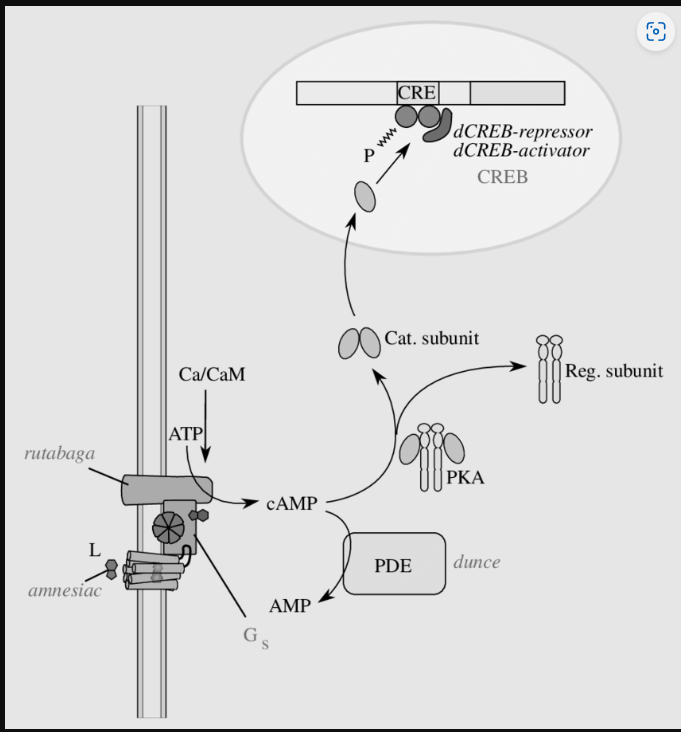 CRE
dCREB-repressor
dCREB-activator
P
CREB
Cat. subunit
Reg. subunit
Ca/CaM
ATP
rutabaga
PKA
cAMP
L
PDE
dunce
amnesiac
AMP
G S